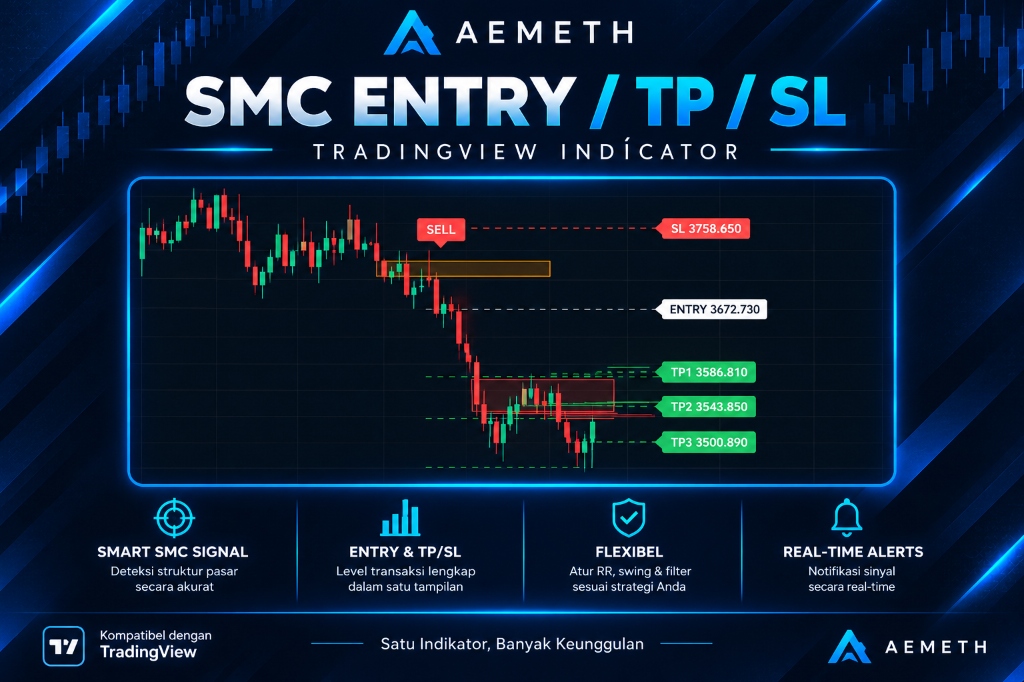 AEMETH
SMC ENTRY / TP / SL
TRADINGVIEW INDÍCATOR
SELL
SL 3758.650
ENTRY 3672.730
TP1 3586.810
TP2 3543.850
TP3 3500.890
SMART SMC SIGNAL
Deteksi struktur pasar
secara akurat
ENTRY & TP/SL
Level transaksi lengkap
dalam satu tampilan
FLEXIBEL
Atur RR, swing & filter
sesuai strategi Anda
REAL-TIME ALERTS
Notifikasi sinyal
secara real-time
Kompatibel dengan
TradingView
Satu Indikator, Banyak Keunggulan
AEMETH